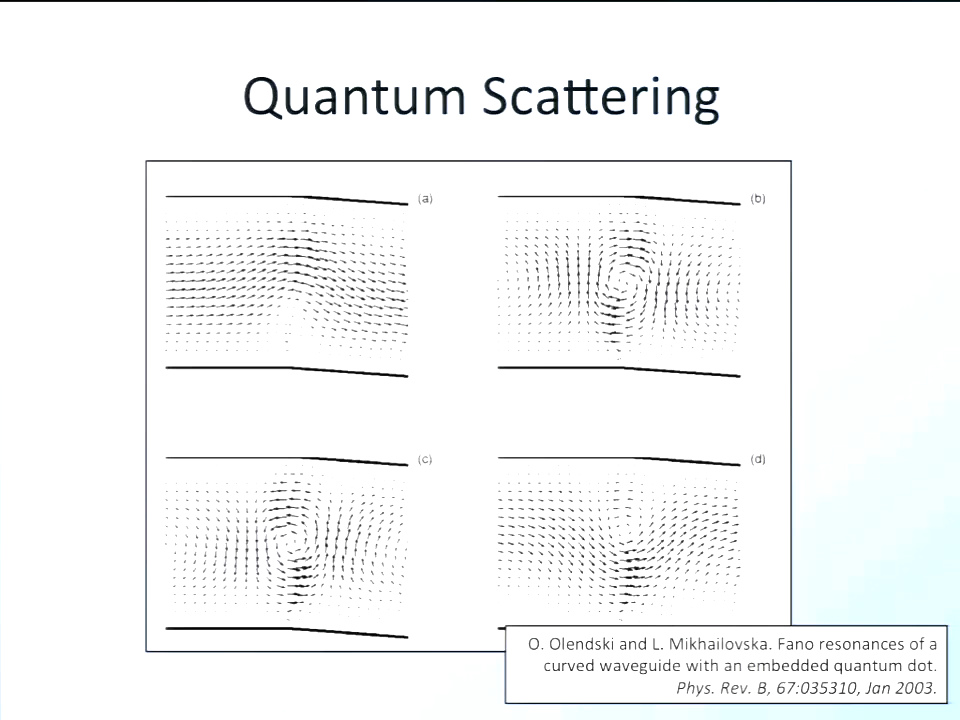 Quantum Scattering
(a)
(b)
(c)
(d)
O. Olendski and L. Mikhailovska. Fano resonances of a
curved waveguide with an embedded quantum dot.
Phys. Rev. B, 67:035310, Jan 2003.